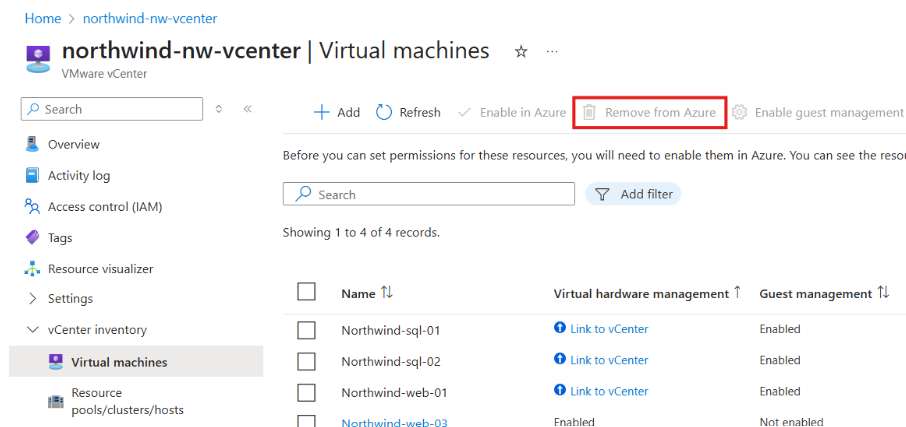 Home > northwind-nw-vcenter
northwind-nw-vcenter | Virtual machines
VMware vCenter
Search
Overview
Activity log
Access control (IAM)
Tags
Resource visualizer
Settings
vCenter inventory
Virtual machines
Resource
pools/clusters/hosts
Add Refresh Enable in Azure Remove from Azure Enable guest management
Before you can set permissions for these resources, you will need to enable them in Azure. You can see the resou
Search Add filter
Showing 1 to 4 of 4 records.
Name Virtual hardware management Guest management
Northwind-sql-01 Link to vCenter Enabled
Northwind-sql-02 Link to vCenter Enabled
Northwind-web-01 Link to vCenter Enabled
Northwind-web-03 Enabled Not enabled